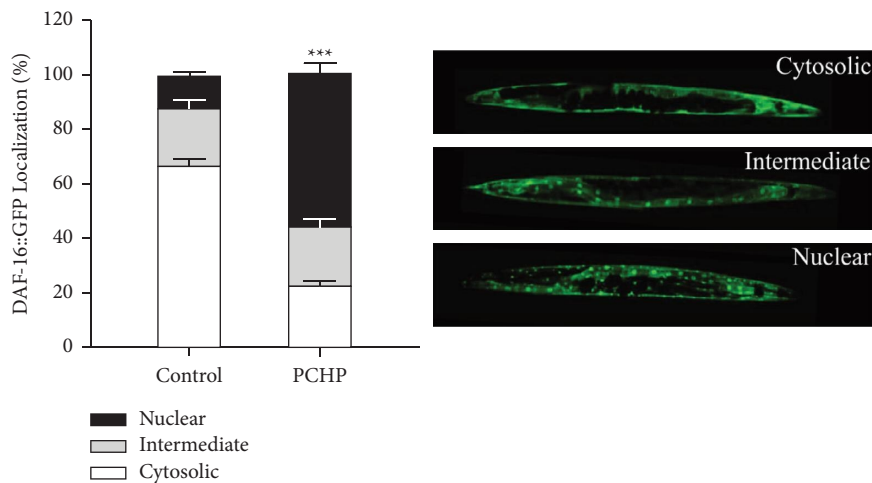 120
100
80
60
40
20
0
DAF-16::GFP Localization (%)
***
Control
PCHP
Nuclear
Intermediate
Cytosolic
Cytosolic
Intermediate
Nuclear